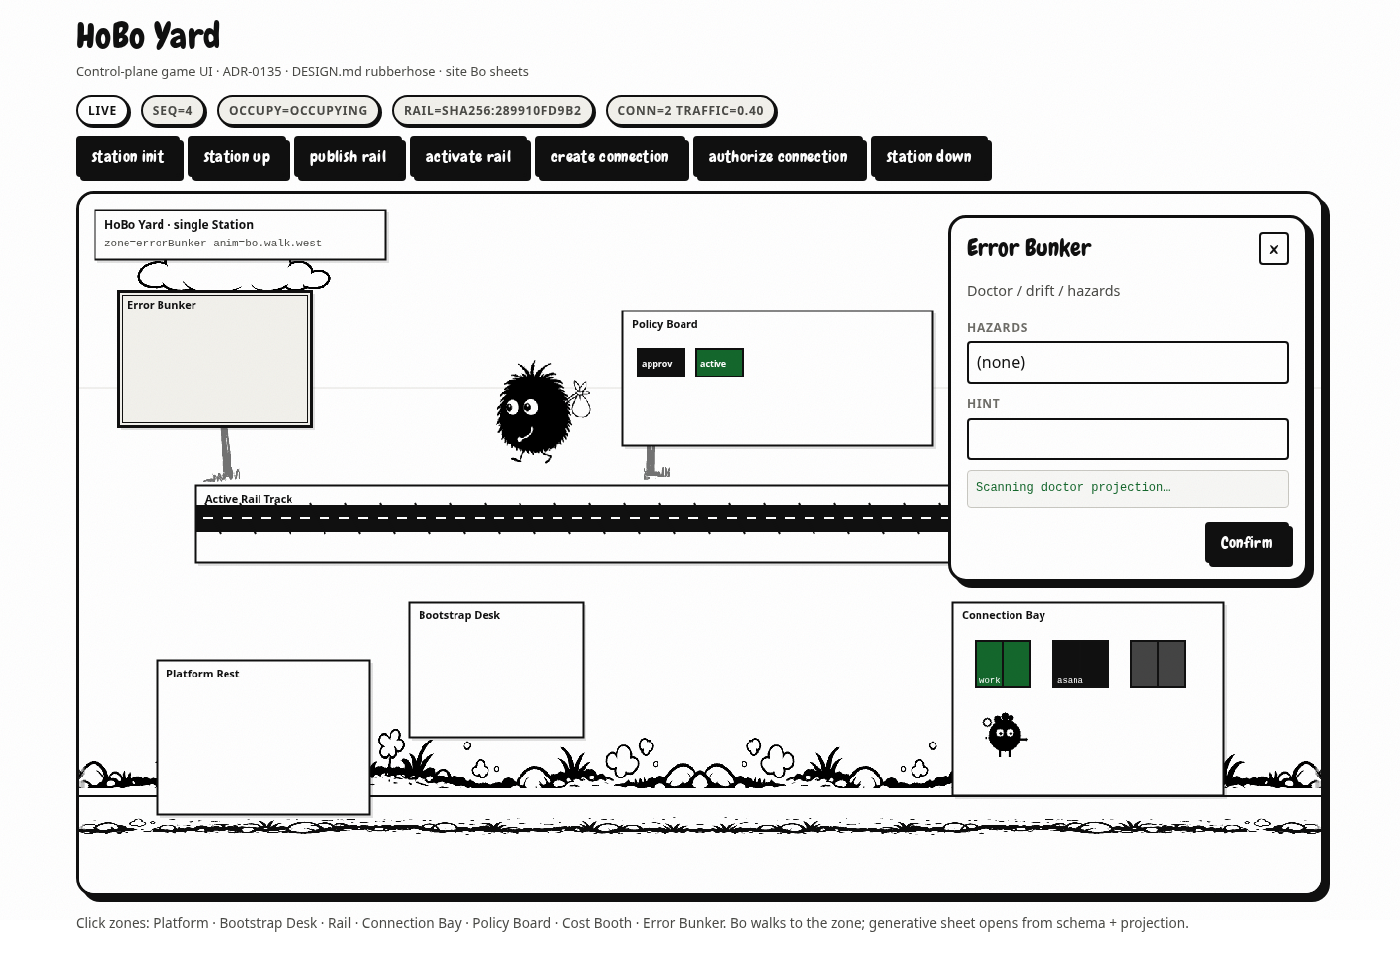 HoBo Yard
Control-plane game UI · ADR-0135 · DESIGN.md rubberhose · site Bo sheets
LIVE
SEQ=4
OCCUPY=OCCUPYING
RAIL=SHA256:289910FD9B2
CONN=2 TRAFFIC=0.40
station init
station up
publish rail
activate rail
create connection
authorize connection
station down
HoBo Yard · single Station
zone=errorBunker anim=bo.walk.west
Error Bunker
Policy Board
approv
active
Active Rail Track
Bootstrap Desk
Platform Rest
Connection Bay
work
asana
Error Bunker
x
Doctor / drift / hazards
HAZARDS
(none)
HINT
Scanning doctor projection…
Confirm
Click zones: Platform · Bootstrap Desk · Rail · Connection Bay · Policy Board · Cost Booth · Error Bunker. Bo walks to the zone; generative sheet opens from schema + projection.